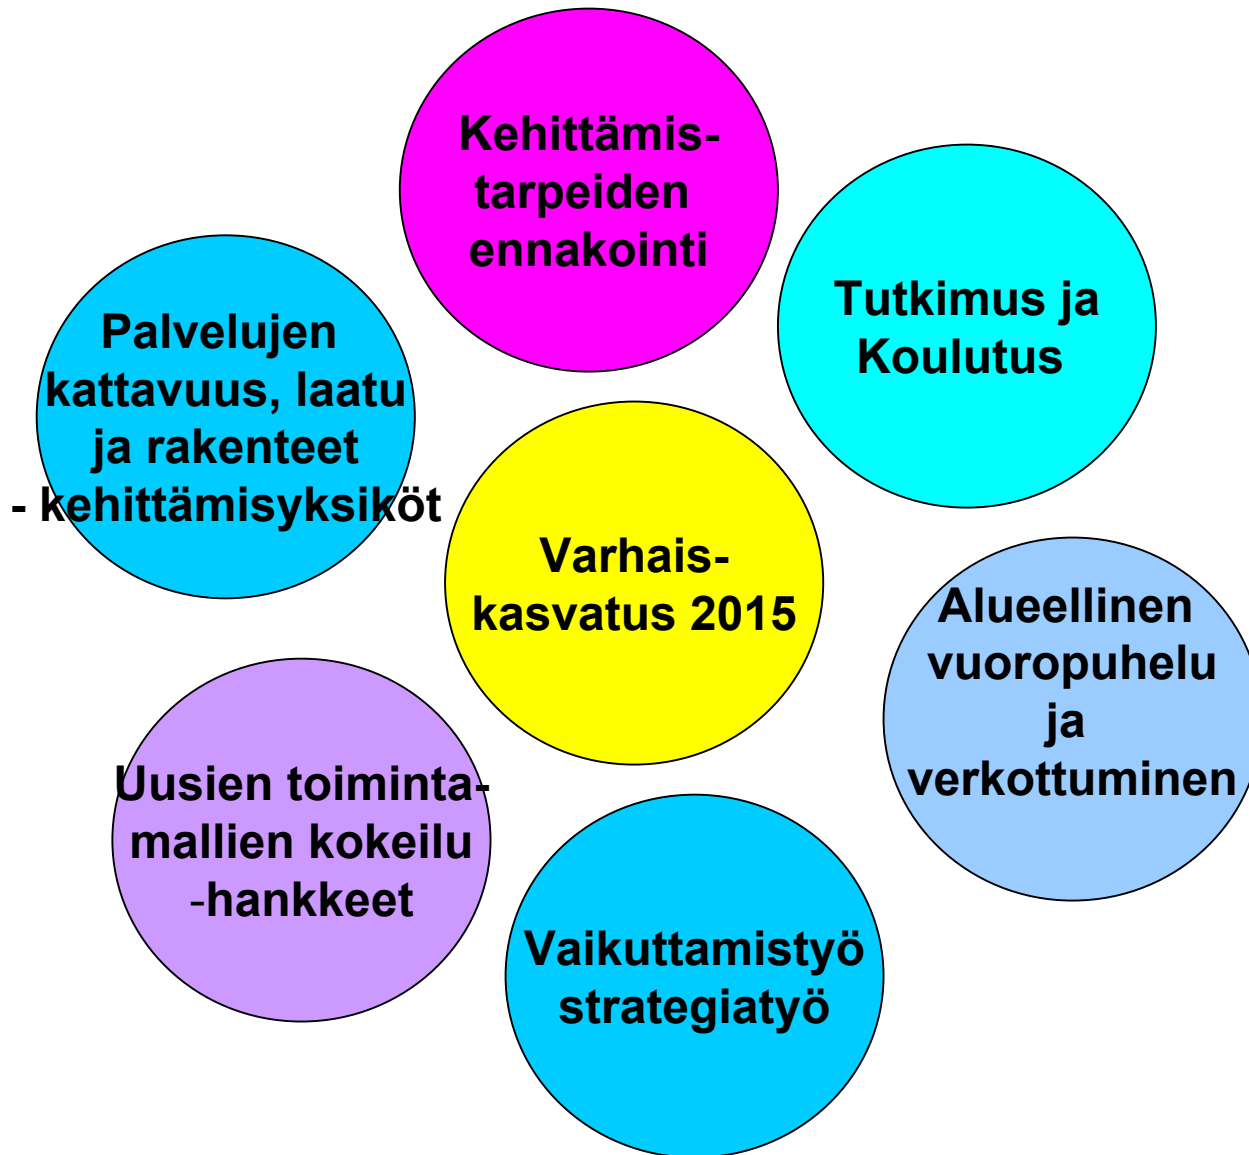 Kehittämis-
tarpeiden
ennakointi
Tutkimus ja
Koulutus
Palvelujen
kattavuus, laatu
ja rakenteet
- kehittämisyksiköt
Varhais-
kasvatus 2015
Alueellinen
vuoropuhelu
ja
verkottuminen
Uusien toiminta-
mallien kokeilu
-hankkeet
Vaikuttamistyö
strategiatyö